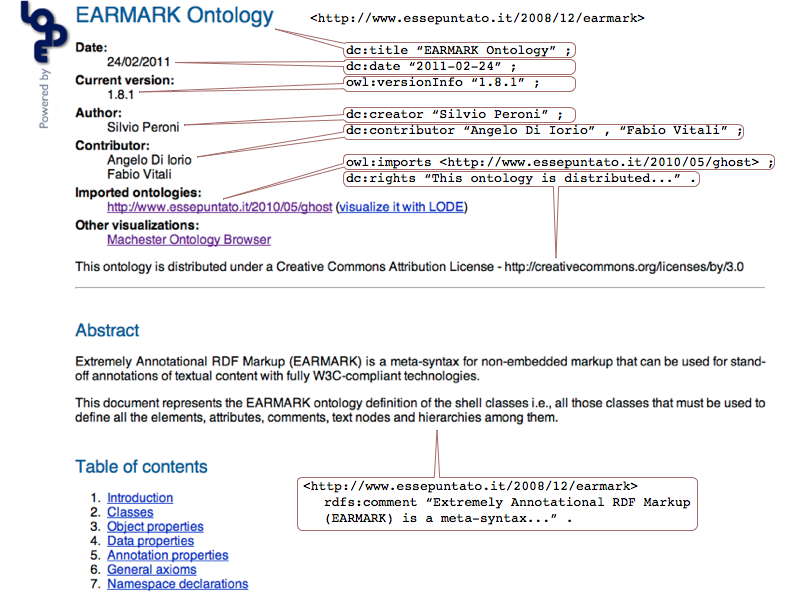 LODE
Powered by
EARMARK Ontology
<http://www.essepuntato.it/2008/12/earmark>
dc:title “EARMARK Ontology” ;
Date:
24/02/2011
dc:date “2011-02-24” ;
Current version:
1.8.1
owl:versionInfo “1.8.1” ;
Author:
Silvio Peroni
dc:creator “Silvio Peroni” ;
Contributor:
Angelo Di Iorio
Fabio Vitali
dc:contributor “Angelo Di Iorio” , “Fabio Vitali” ;
Imported ontologies:
http://www.essepuntato.it/2010/05/ghost (visualize it with LODE)
owl:imports <http://www.essepuntato.it/2010/05/ghost> ;
dc:rights “This ontology is distributed...” .
Other visualizations:
Machester Ontology Browser
This ontology is distributed under a Creative Commons Attribution License - http://creativecommons.org/licenses/by/3.0
Abstract
Extremely Annotational RDF Markup (EARMARK) is a meta-syntax for non-embedded markup that can be used for stand-
off annotations of textual content with fully W3C-compliant technologies.
This document represents the EARMARK ontology definition of the shell classes i.e., all those classes that must be used to
define all the elements, attributes, comments, text nodes and hierarchies among them.
<http://www.essepuntato.it/2008/12/earmark>
rdfs:comment “Extremely Annotational RDF Markup
(EARMARK) is a meta-syntax...” .
Table of contents
1. Introduction
2. Classes
3. Object properties
4. Data properties
5. Annotation properties
6. General axioms
7. Namespace declarations